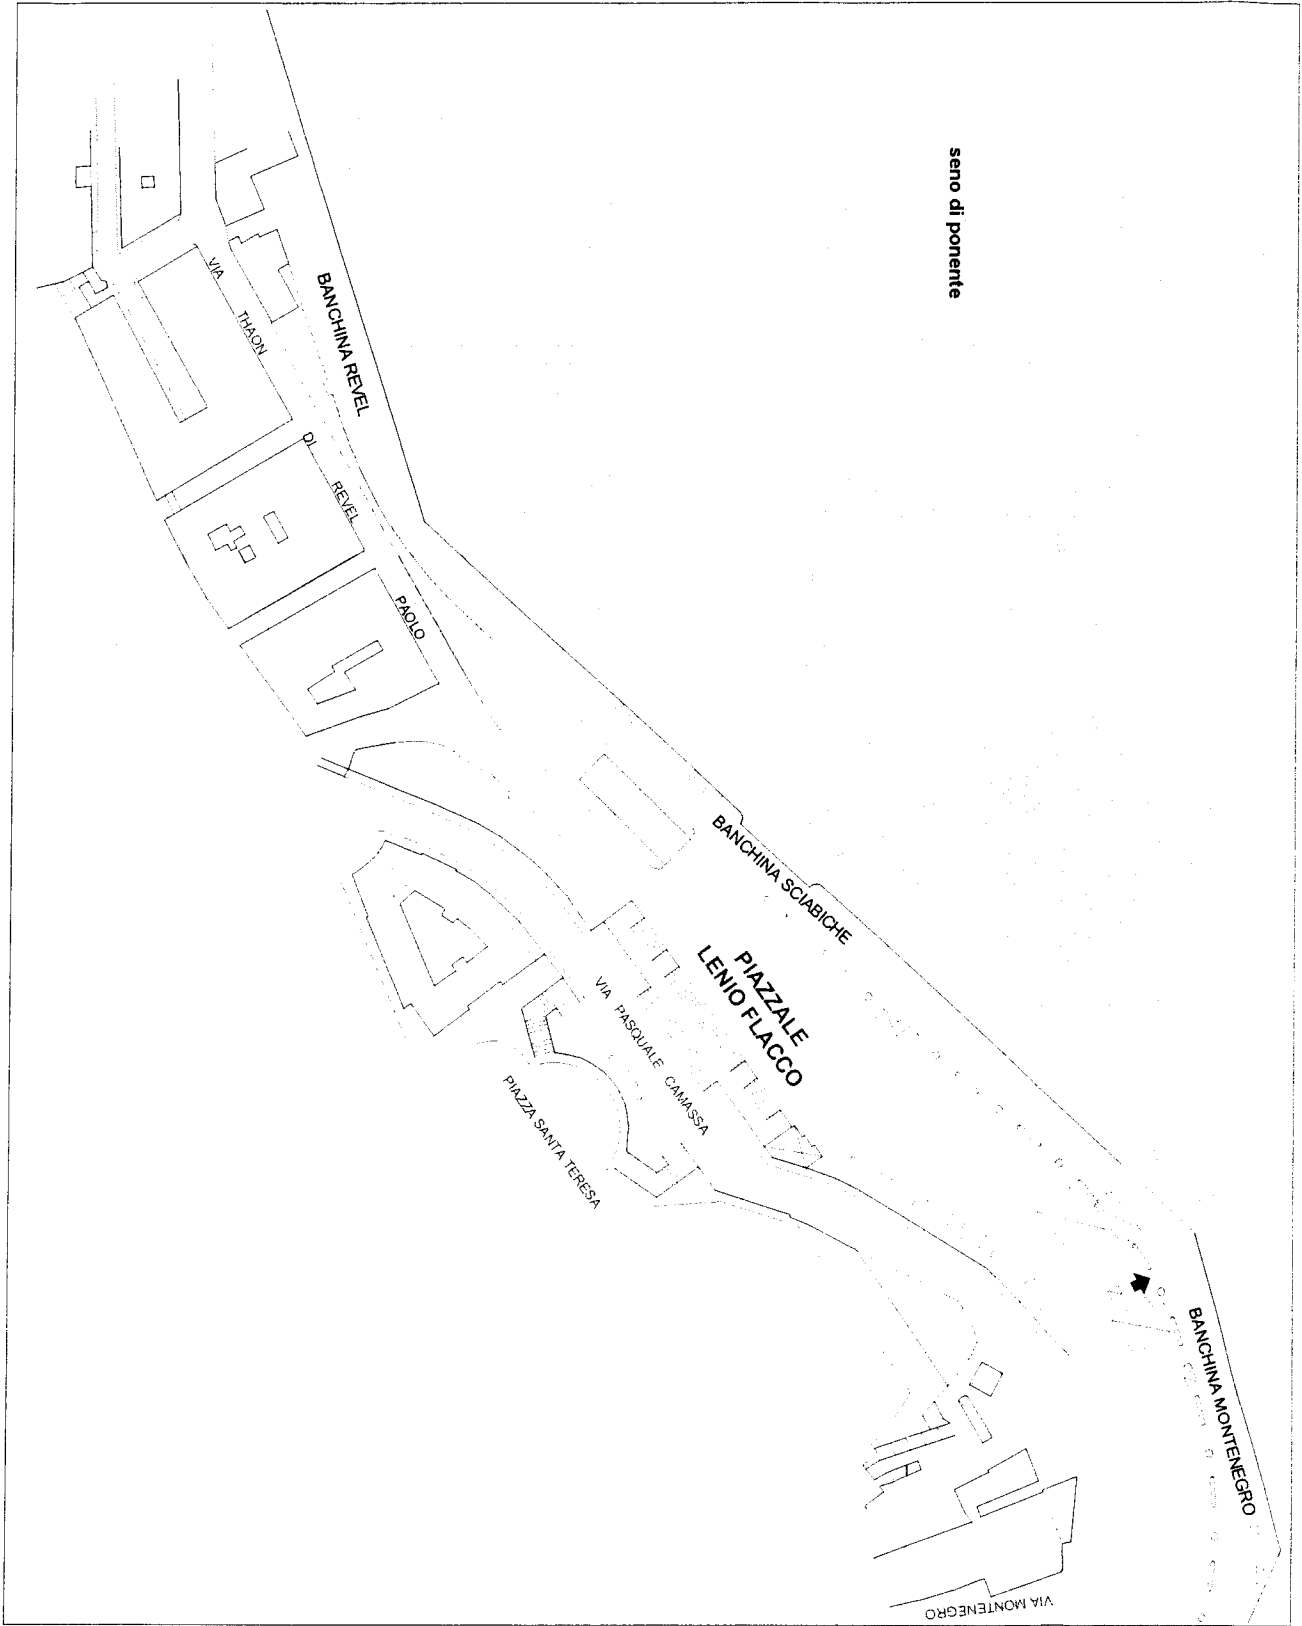 seno di ponente
BANCHINA REVEL
VIA THAON DI REVEL PAOLO
BANCHINA SCIABICHE
PIAZZALE
LENIO FLACCO
VIA PASQUALE CAMASSA
PIAZZA SANTA TERESA
BANCHINA MONTENEGRO
VIA MONTENEGRO